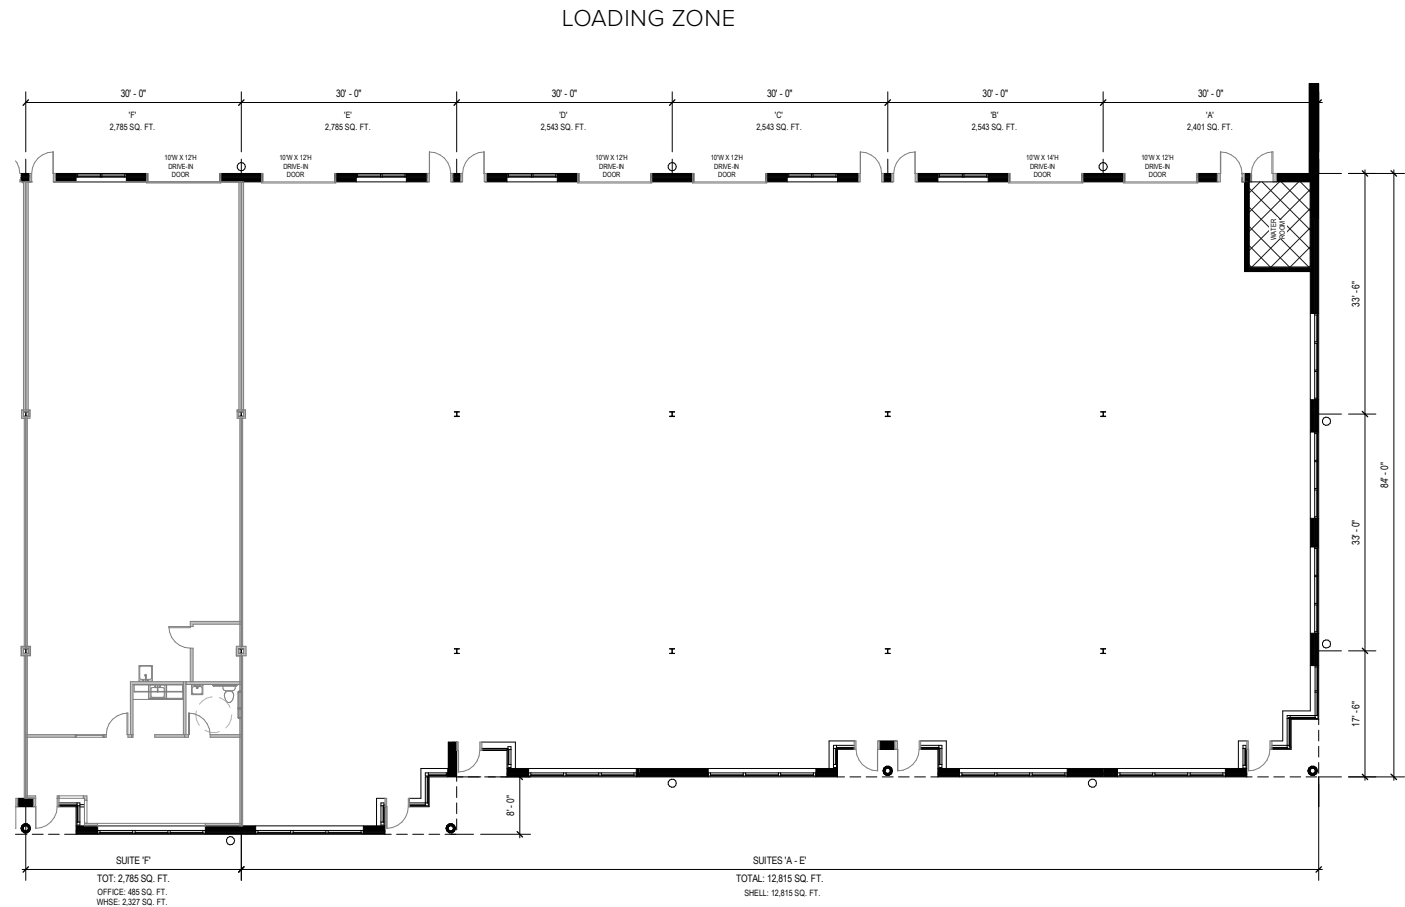 LOADING ZONE
30' - 0" 30' - 0" 30' - 0" 30' - 0" 30' - 0" 30' - 0"
'F' 'E' 'D' 'C' 'B' 'A'
2,785 SQ. FT. 2,785 SQ. FT. 2,543 SQ. FT. 2,543 SQ. FT. 2,543 SQ. FT. 2,401 SQ. FT.
10'W X 12'H 10'W X 12'H 10'W X 12'H 10'W X 12'H 10'W X 14'H 10'W X 12'H
DRIVE-IN DRIVE-IN DRIVE-IN DRIVE-IN DRIVE-IN DRIVE-IN
DOOR DOOR DOOR DOOR DOOR DOOR
WATER
ROOM
33' - 6"
84' - 0"
33' - 0"
17' - 6"
8' - 0"
SUITE 'F'
TOT: 2,785 SQ. FT.
OFFICE: 485 SQ. FT.
WHSE: 2,327 SQ. FT.
SUITES 'A - E'
TOTAL: 12,815 SQ. FT.
SHELL: 12,815 SQ. FT.